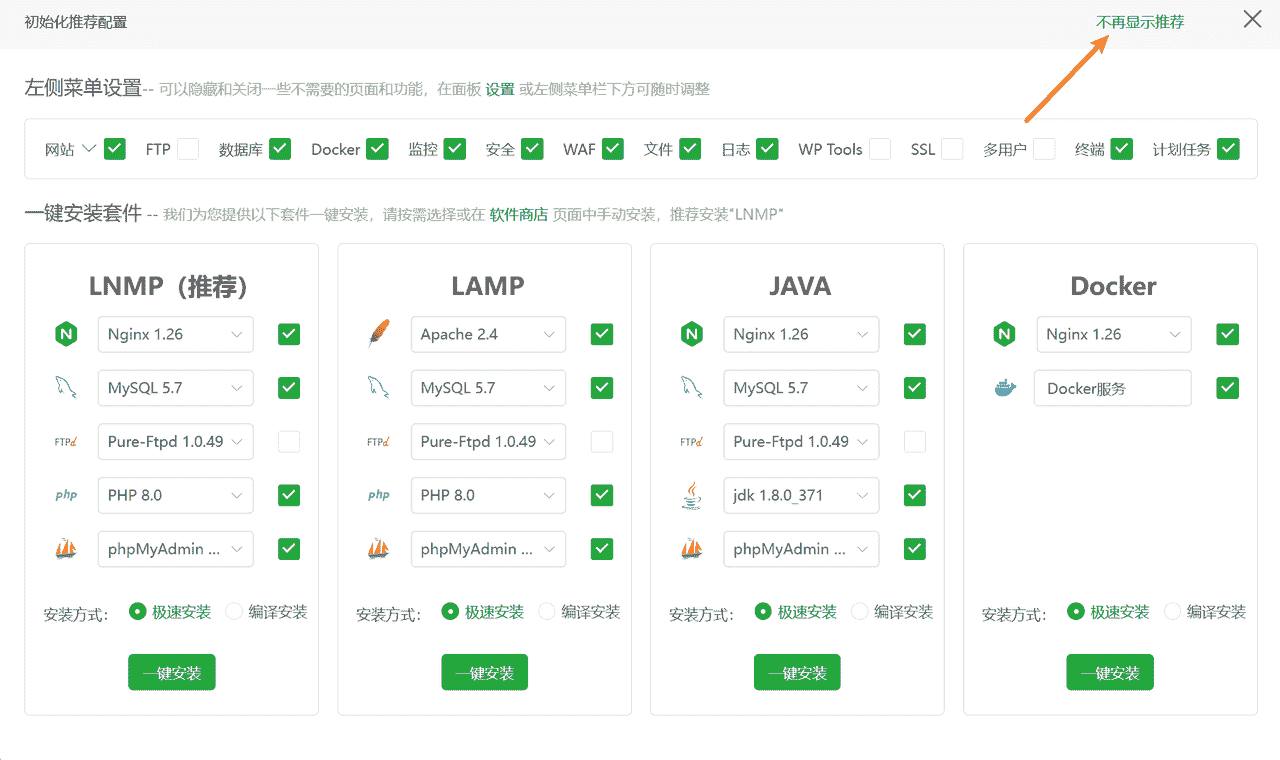 初始化推荐配置 不再显示推荐
左侧菜单设置-- 可以隐藏和关闭一些不需要的页面和功能，在面板 设置 或左侧菜单栏下方可随时调整
网站 FTP 数据库 Docker 监控 安全 WAF 文件 日志 WP Tools SSL 多用户 终端 计划任务
一键安装套件 -- 我们为您提供以下套件一键安装，请按需选择或在 软件商店 页面中手动安装，推荐安装"LNMP"
LNMP（推荐）
Nginx 1.26
MySQL 5.7
FTPd Pure-Ftpd 1.0.49
php PHP 8.0
phpMyAdmin ...
安装方式： 极速安装 编译安装
一键安装
LAMP
Apache 2.4
MySQL 5.7
FTPd Pure-Ftpd 1.0.49
php PHP 8.0
phpMyAdmin ...
安装方式： 极速安装 编译安装
一键安装
JAVA
Nginx 1.26
MySQL 5.7
FTPd Pure-Ftpd 1.0.49
jdk 1.8.0_371
phpMyAdmin ...
安装方式： 极速安装 编译安装
一键安装
Docker
Nginx 1.26
Docker服务
安装方式： 极速安装 编译安装
一键安装